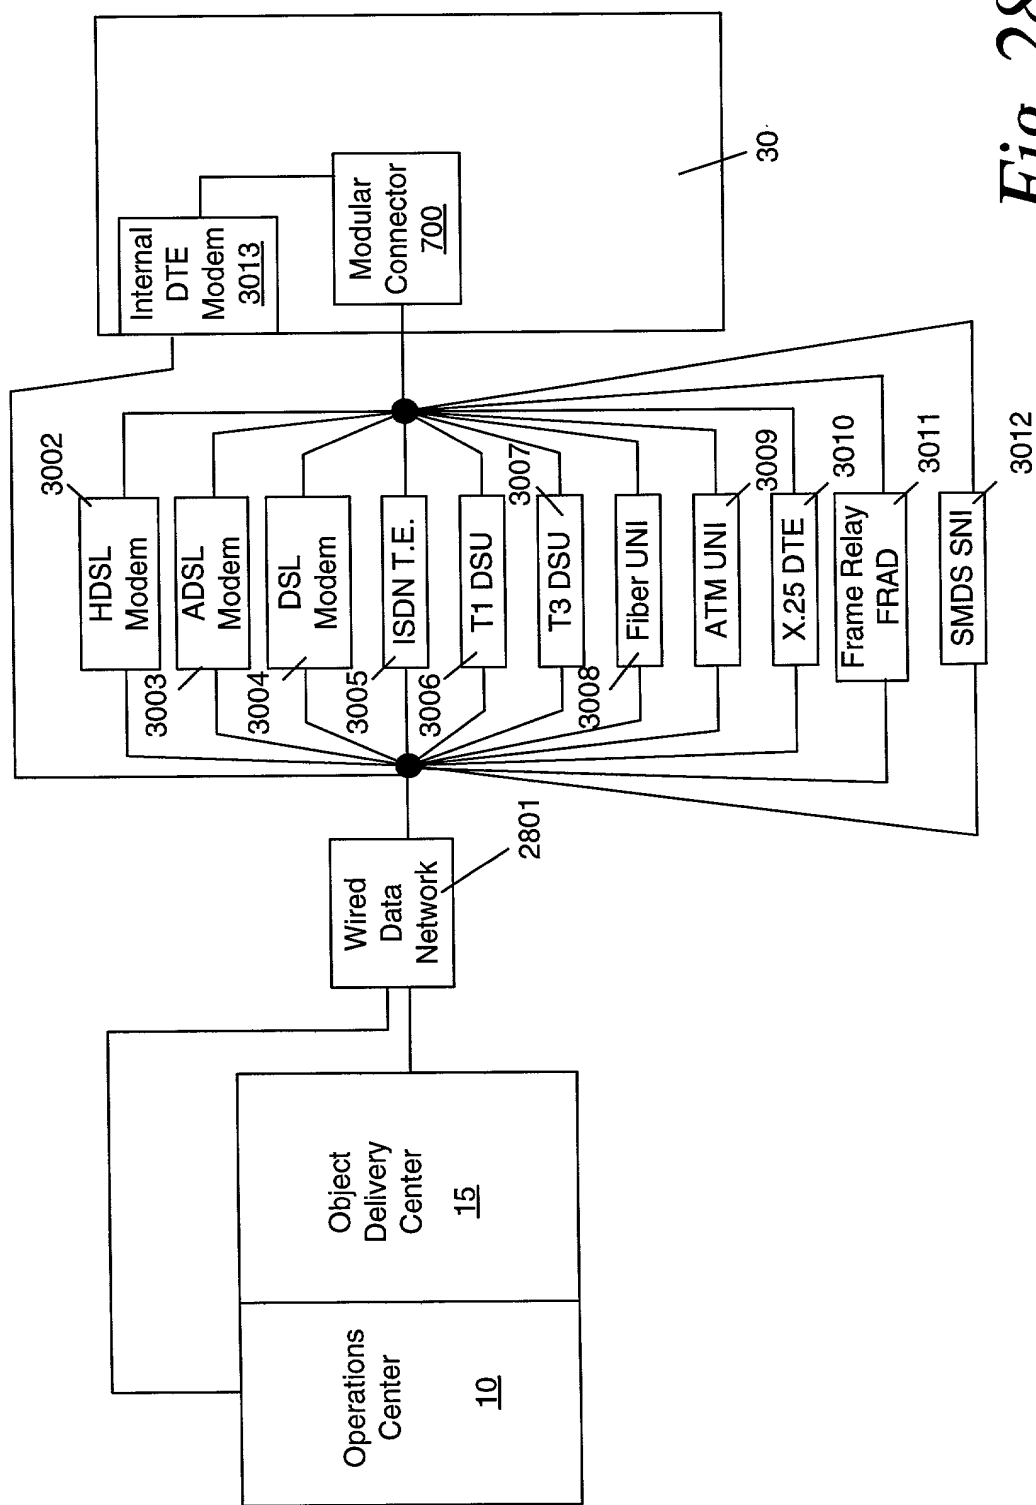 Operations
Center
10
Object
Delivery
Center
15
Wired
Data
Network
2801
HDSL
Modem
3002
ADSL
Modem
3003
DSL
Modem
3004
ISDN T.E.
3005
T1 DSU
3006
T3 DSU
3007
Fiber UNI
3008
ATM UNI
3009
X.25 DTE
3010
Frame Relay
FRAD
3011
SMDS SNI
3012
Internal
DTE
Modem
3013
Modular
Connector
700
30
Fig. 28